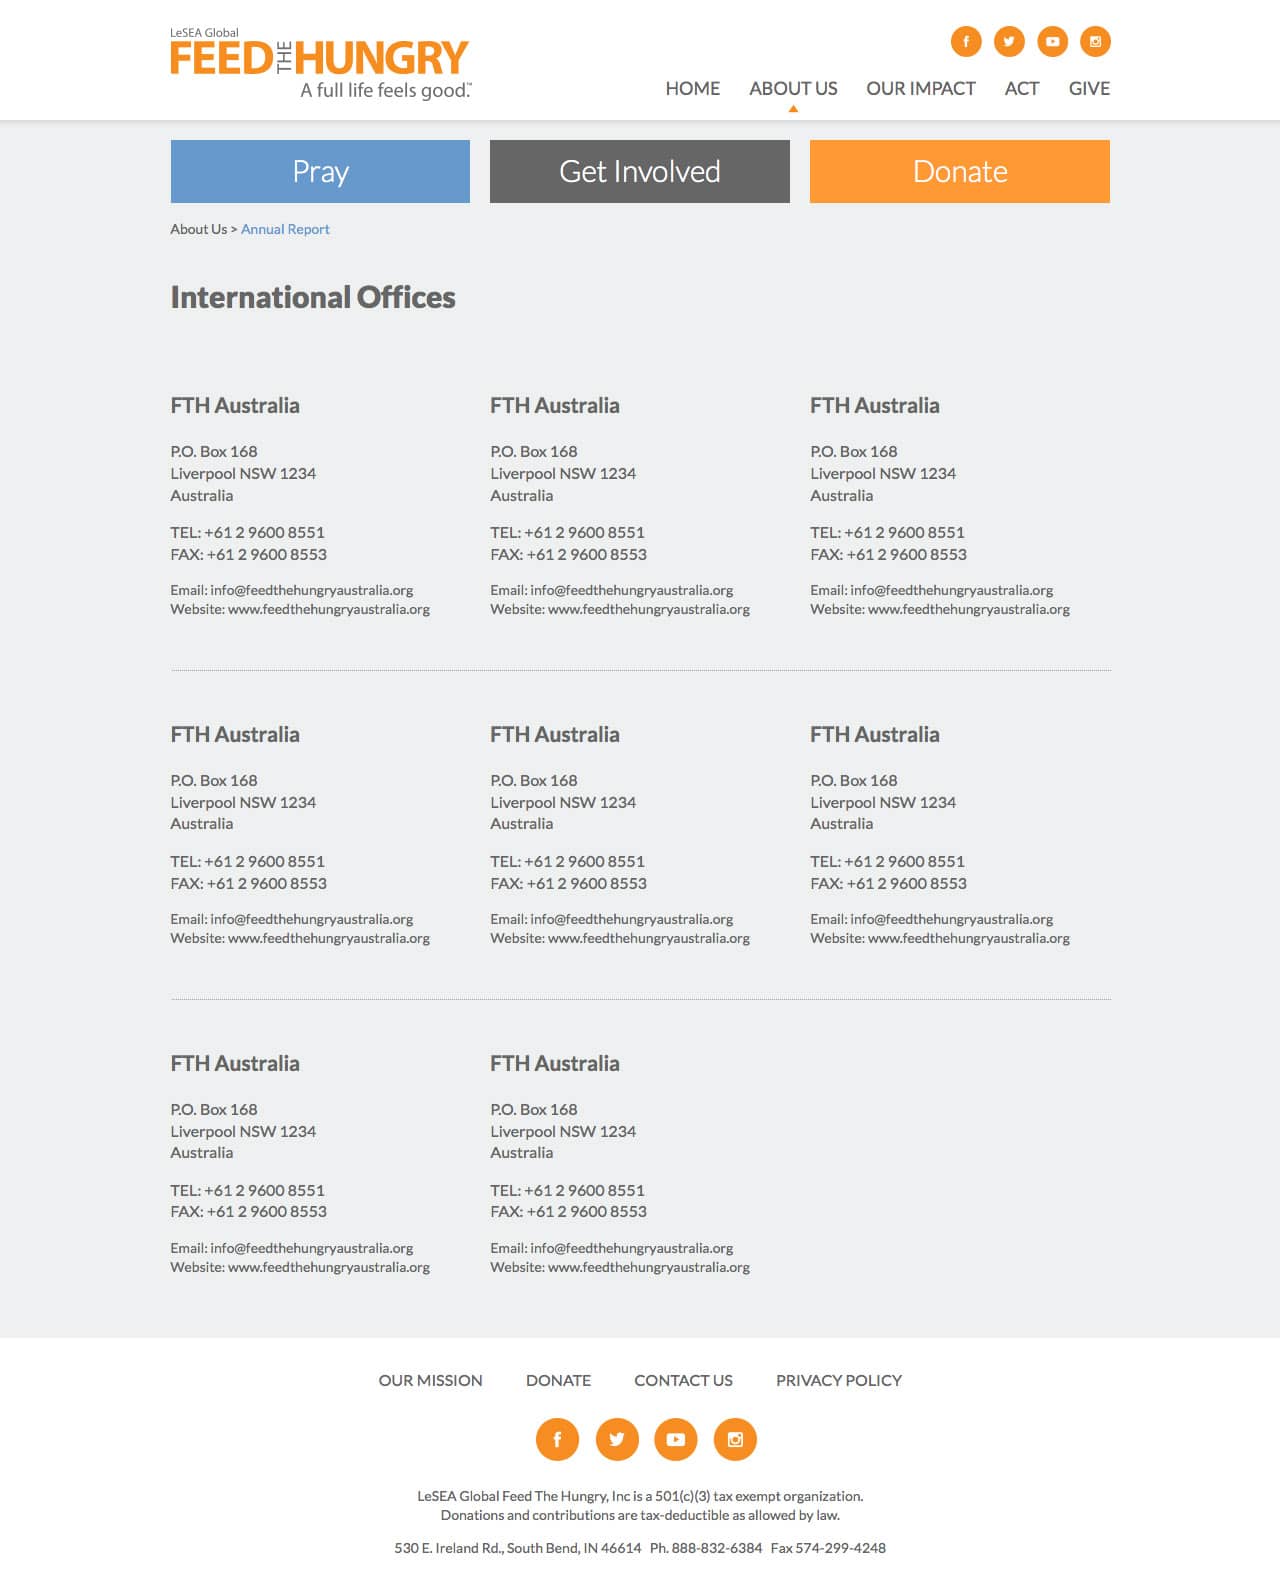 LeSEA Global
FEED THE HUNGRY
A full life feels good.™
HOME ABOUT US OUR IMPACT ACT GIVE
Pray Get Involved Donate
About Us > Annual Report
International Offices
FTH Australia
P.O. Box 168
Liverpool NSW 1234
Australia
TEL: +61 2 9600 8551
FAX: +61 2 9600 8553
Email: info@feedthehungryaustralia.org
Website: www.feedthehungryaustralia.org
FTH Australia
P.O. Box 168
Liverpool NSW 1234
Australia
TEL: +61 2 9600 8551
FAX: +61 2 9600 8553
Email: info@feedthehungryaustralia.org
Website: www.feedthehungryaustralia.org
FTH Australia
P.O. Box 168
Liverpool NSW 1234
Australia
TEL: +61 2 9600 8551
FAX: +61 2 9600 8553
Email: info@feedthehungryaustralia.org
Website: www.feedthehungryaustralia.org
FTH Australia
P.O. Box 168
Liverpool NSW 1234
Australia
TEL: +61 2 9600 8551
FAX: +61 2 9600 8553
Email: info@feedthehungryaustralia.org
Website: www.feedthehungryaustralia.org
FTH Australia
P.O. Box 168
Liverpool NSW 1234
Australia
TEL: +61 2 9600 8551
FAX: +61 2 9600 8553
Email: info@feedthehungryaustralia.org
Website: www.feedthehungryaustralia.org
FTH Australia
P.O. Box 168
Liverpool NSW 1234
Australia
TEL: +61 2 9600 8551
FAX: +61 2 9600 8553
Email: info@feedthehungryaustralia.org
Website: www.feedthehungryaustralia.org
FTH Australia
P.O. Box 168
Liverpool NSW 1234
Australia
TEL: +61 2 9600 8551
FAX: +61 2 9600 8553
Email: info@feedthehungryaustralia.org
Website: www.feedthehungryaustralia.org
FTH Australia
P.O. Box 168
Liverpool NSW 1234
Australia
TEL: +61 2 9600 8551
FAX: +61 2 9600 8553
Email: info@feedthehungryaustralia.org
Website: www.feedthehungryaustralia.org
OUR MISSION DONATE CONTACT US PRIVACY POLICY
LeSEA Global Feed The Hungry, Inc is a 501(c)(3) tax exempt organization.
Donations and contributions are tax-deductible as allowed by law.
530 E. Ireland Rd., South Bend, IN 46614 Ph. 888-832-6384 Fax 574-299-4248